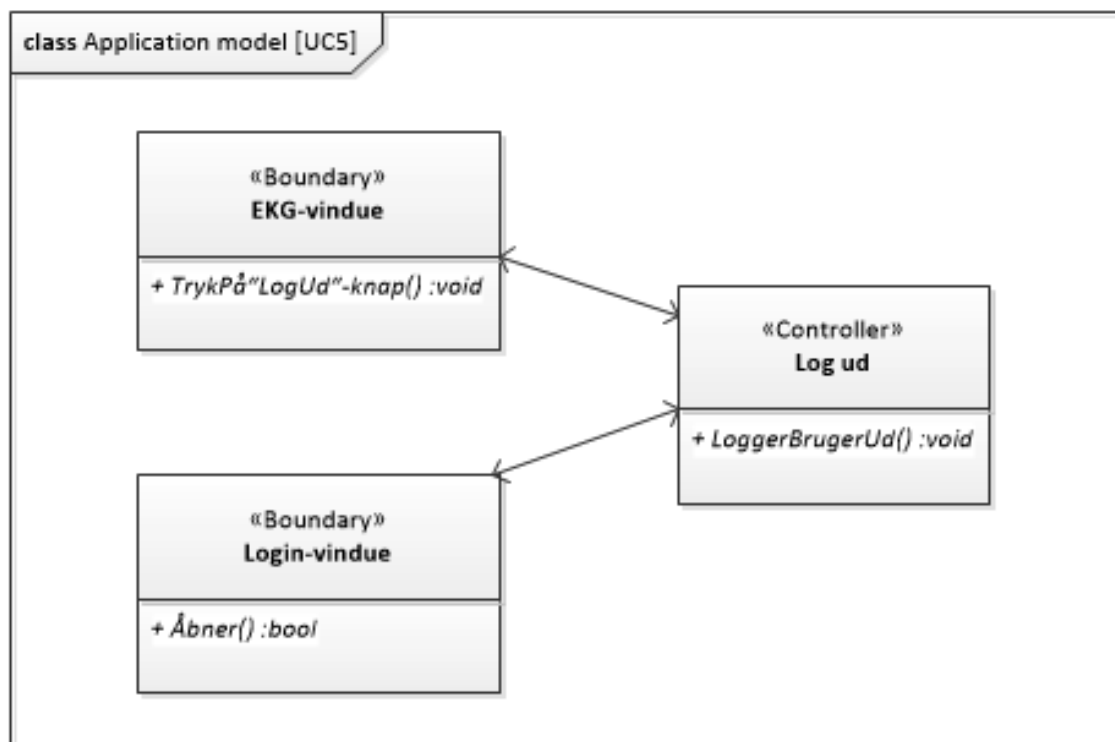 class Application model [UC5]
«Boundary»
EKG-vindue
+ TrykPå"LogUd"-knap() :void
«Controller»
Log ud
+ LoggerBrugerUd() :void
«Boundary»
Login-vindue
+ Åbner() :bool